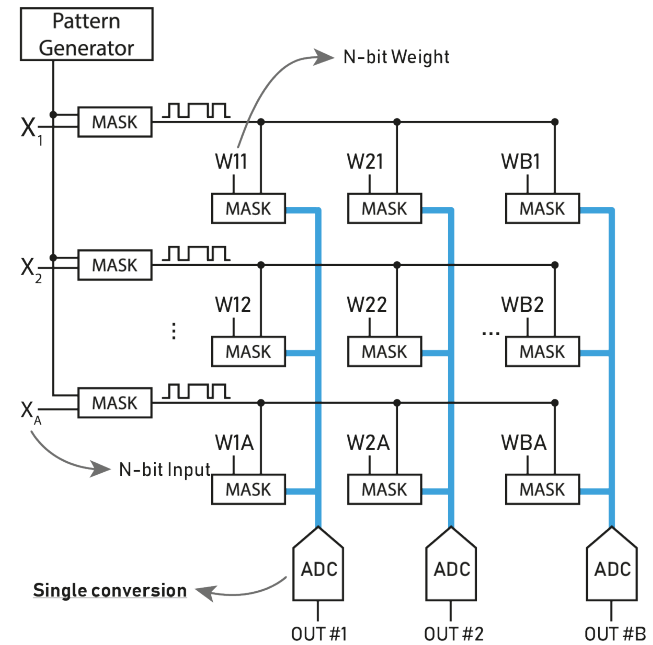 Pattern
Generator
N-bit Weight
X1
MASK
W11
W21
WB1
MASK
MASK
MASK
X2
MASK
W12
W22
... WB2
MASK
MASK
MASK
XA
MASK
N-bit Input
W1A
W2A
WBA
MASK
MASK
MASK
ADC
ADC
ADC
Single conversion
OUT #1
OUT #2
OUT #B